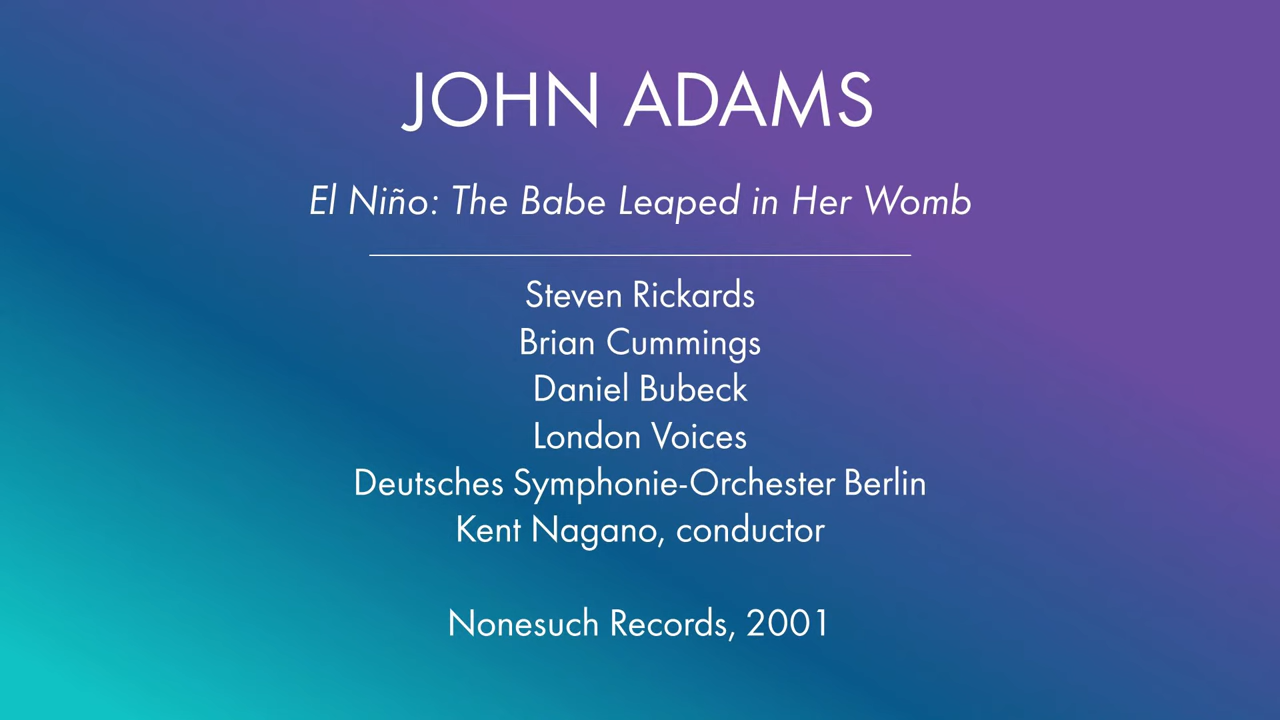 JOHN ADAMS
El Niño: The Babe Leaped in Her Womb
Steven Rickards
Brian Cummings
Daniel Bubeck
London Voices
Deutsches Symphonie-Orchester Berlin
Kent Nagano, conductor
Nonesuch Records, 2001